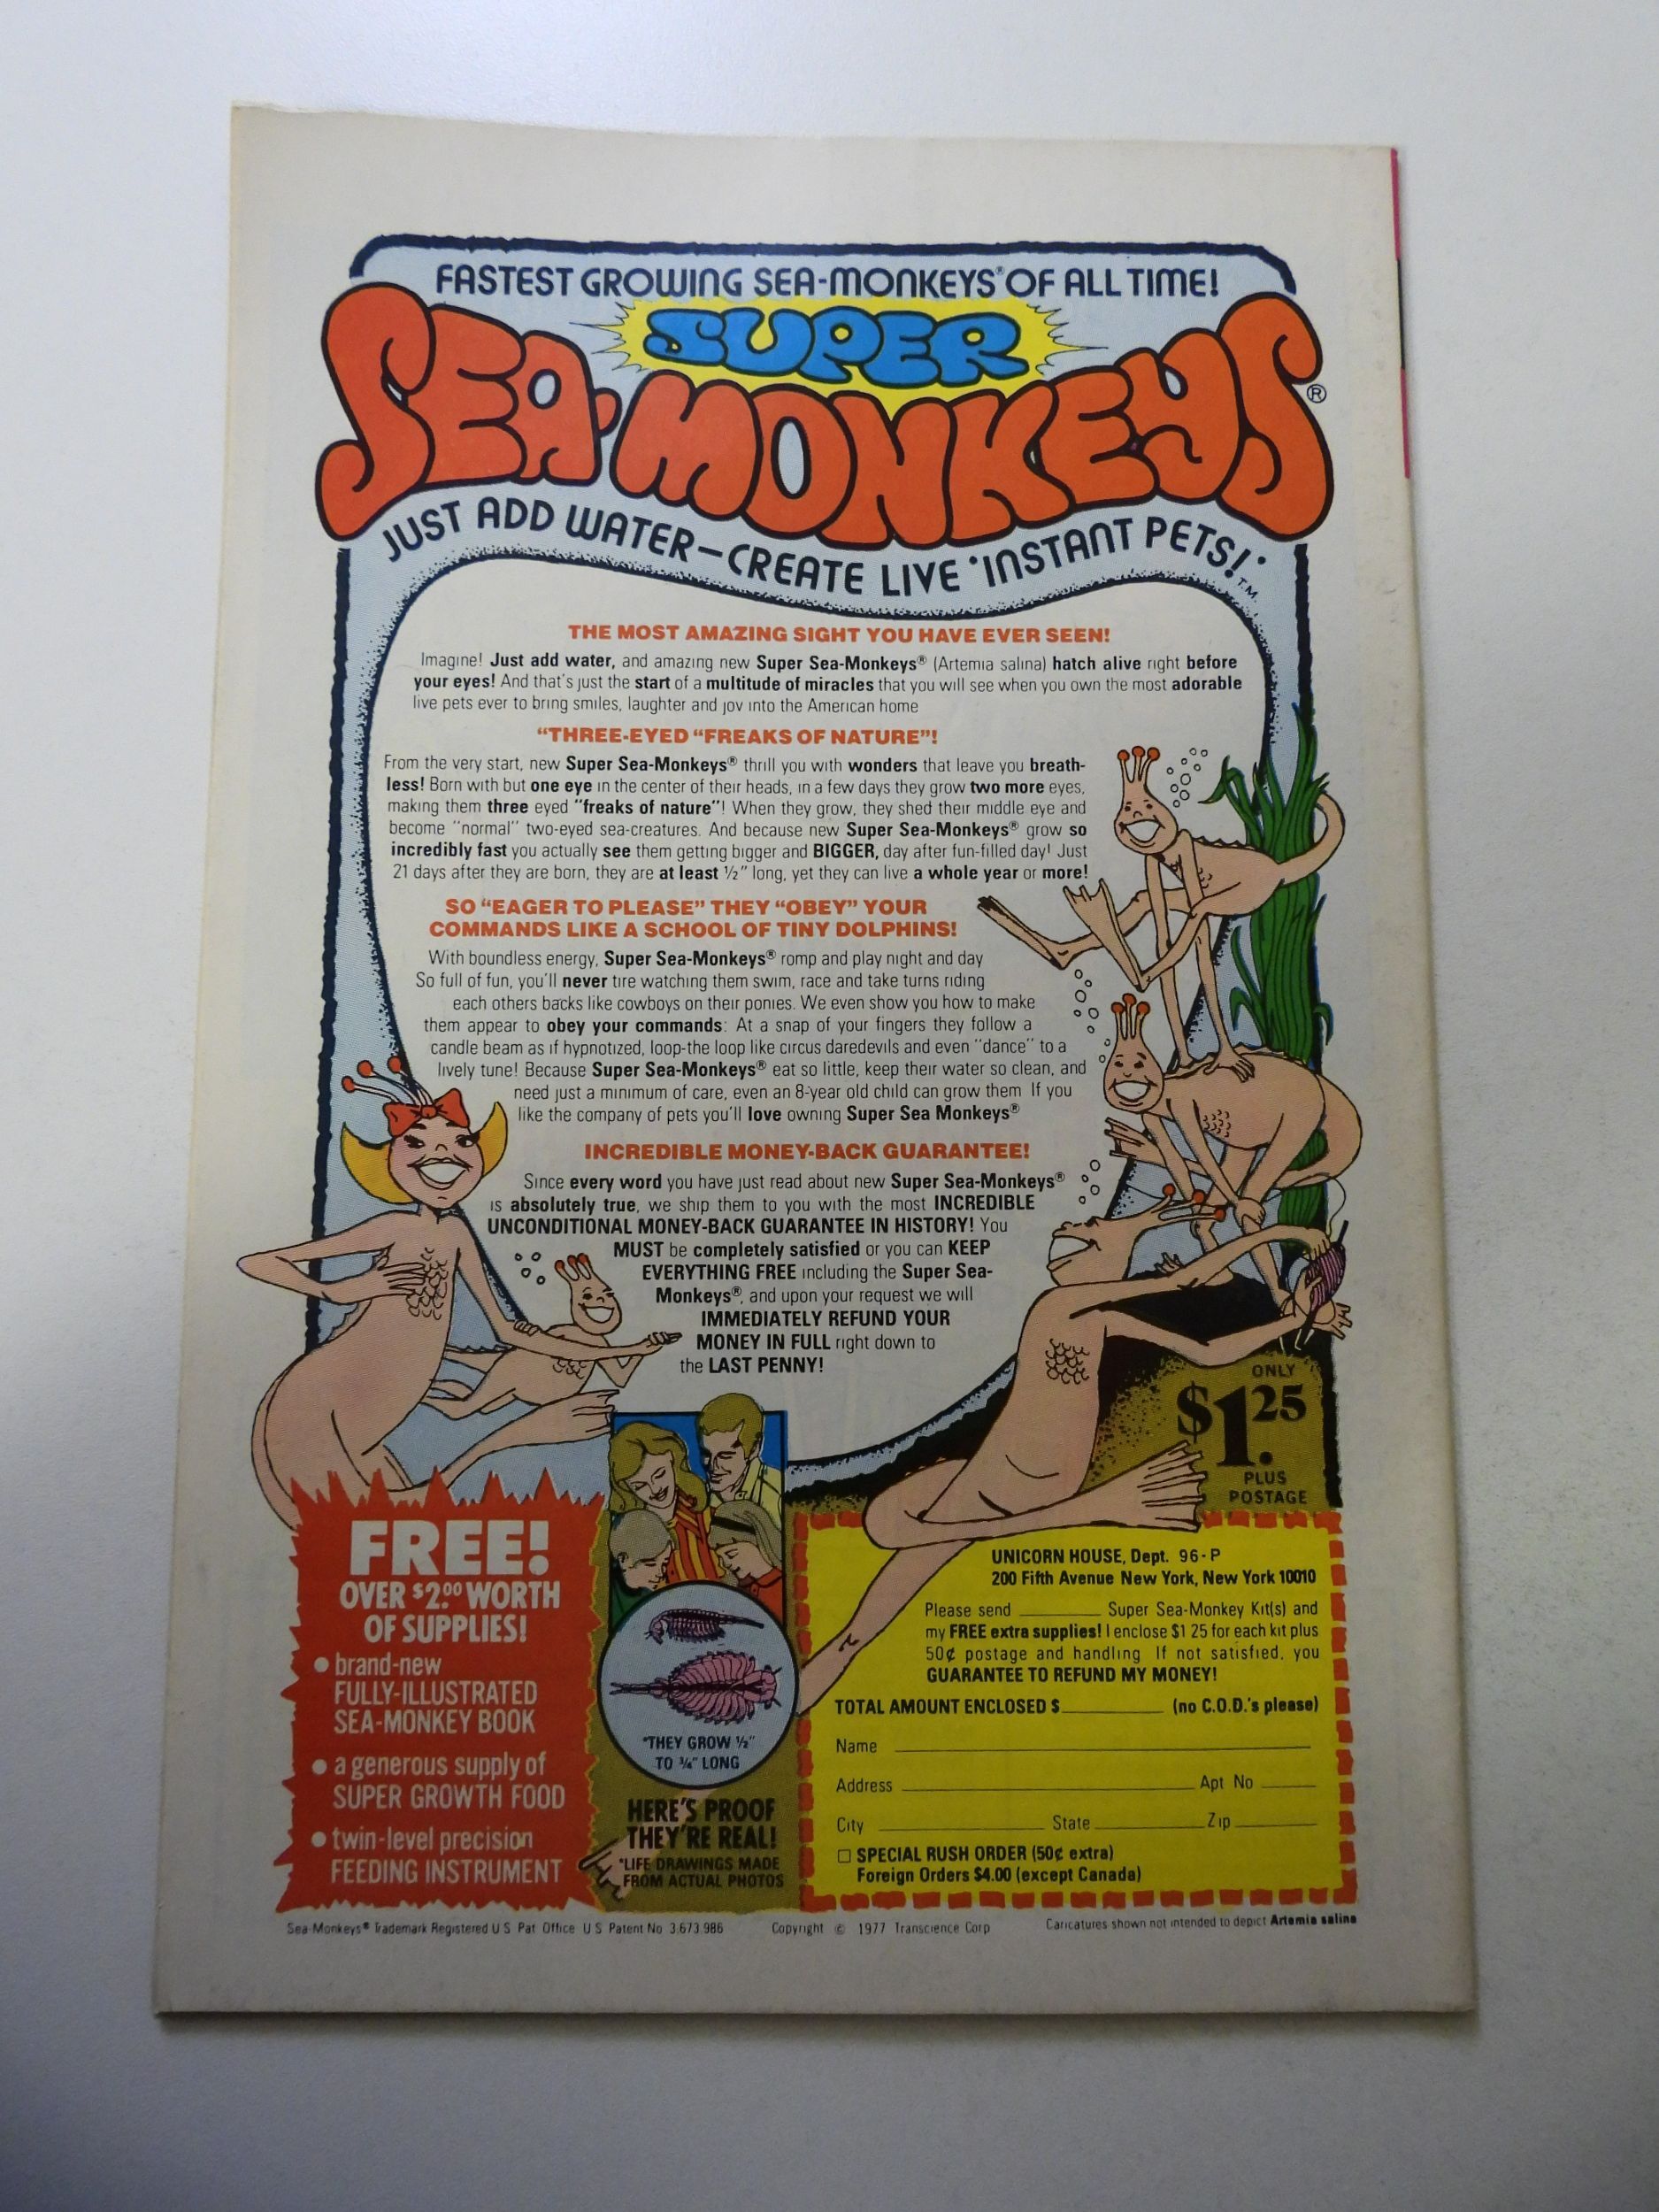 FASTEST GROWING SEA-MONKEYS® OF ALL TIME!
SUPER
SEA-MONKEYS®
JUST ADD WATER—CREATE LIVE "INSTANT PETS!"™
THE MOST AMAZING SIGHT YOU HAVE EVER SEEN!
Imagine! Just add water, and amazing new Super Sea-Monkeys® (Artemia salina) hatch alive right before
your eyes! And that's just the start of a multitude of miracles that you will see when you own the most adorable
live pets ever to bring smiles, laughter and joy into the American home
"THREE-EYED "FREAKS OF NATURE"!
From the very start, new Super Sea-Monkeys® thrill you with wonders that leave you breath-
less! Born with but one eye in the center of their heads, in a few days they grow two more eyes,
making them three eyed "freaks of nature"! When they grow, they shed their middle eye and
become "normal" two-eyed sea-creatures. And because new Super Sea-Monkeys® grow so
incredibly fast you actually see them getting bigger and BIGGER, day after fun-filled day! Just
21 days after they are born, they are at least ½" long, yet they can live a whole year or more!
SO "EAGER TO PLEASE" THEY "OBEY" YOUR
COMMANDS LIKE A SCHOOL OF TINY DOLPHINS!
With boundless energy, Super Sea-Monkeys® romp and play night and day
So full of fun, you'll never tire watching them swim, race and take turns riding
each others backs like cowboys on their ponies. We even show you how to make
them appear to obey your commands: At a snap of your fingers they follow a
candle beam as if hypnotized, loop-the loop like circus daredevils and even "dance" to a
lively tune! Because Super Sea-Monkeys® eat so little, keep their water so clean, and
need just a minimum of care, even an 8-year old child can grow them If you
like the company of pets you'll love owning Super Sea Monkeys®
INCREDIBLE MONEY-BACK GUARANTEE!
Since every word you have just read about new Super Sea-Monkeys®
is absolutely true, we ship them to you with the most INCREDIBLE
UNCONDITIONAL MONEY-BACK GUARANTEE IN HISTORY! You
MUST be completely satisfied or you can KEEP
EVERYTHING FREE including the Super Sea-
Monkeys®, and upon your request we will
IMMEDIATELY REFUND YOUR
MONEY IN FULL right down to
the LAST PENNY!
ONLY
$1.25
PLUS
POSTAGE
FREE!
OVER $2.00 WORTH
OF SUPPLIES!
• brand-new
FULLY-ILLUSTRATED
SEA-MONKEY BOOK
• a generous supply of
SUPER GROWTH FOOD
• twin-level precision
FEEDING INSTRUMENT
*THEY GROW ½"
TO ¾" LONG
HERE'S PROOF
THEY'RE REAL!
*LIFE DRAWINGS MADE
FROM ACTUAL PHOTOS
UNICORN HOUSE, Dept. 96-P
200 Fifth Avenue New York, New York 10010
Please send ________ Super Sea-Monkey Kit(s) and
my FREE extra supplies! I enclose $1 25 for each kit plus
50¢ postage and handling If not satisfied, you
GUARANTEE TO REFUND MY MONEY!
TOTAL AMOUNT ENCLOSED $________ (no C.O.D.'s please)
Name ________
Address ________ Apt No ________
City ________ State ________ Zip ________
☐ SPECIAL RUSH ORDER (50¢ extra)
Foreign Orders $4.00 (except Canada)
Sea-Monkeys® Trademark Registered U S Pat Office U S Patent No 3,673,986 Copyright © 1977 Transcience Corp Caricatures shown not intended to depict Artemia salina